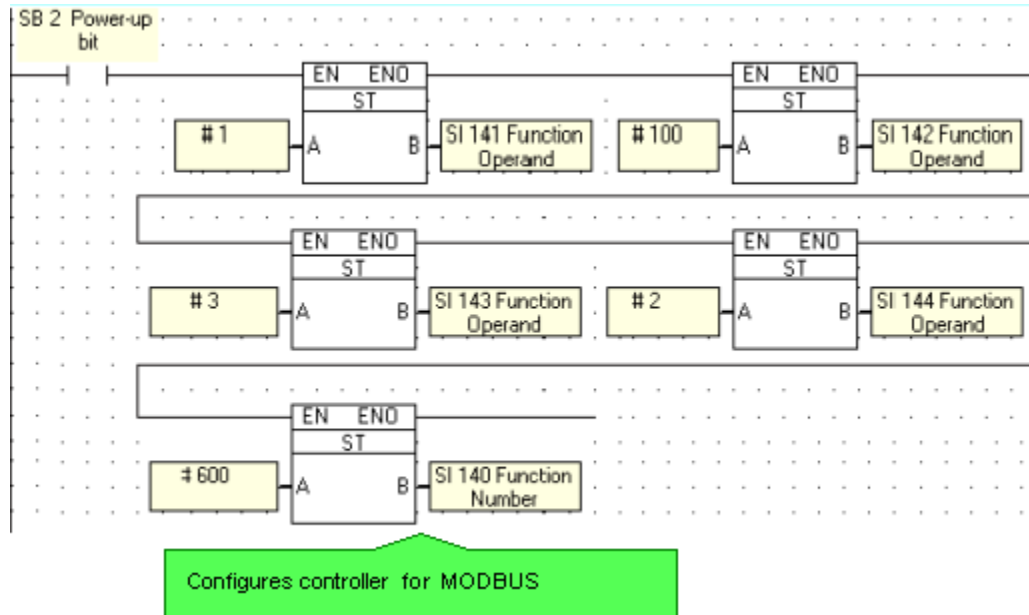 SB 2 Power-up
bit
EN ENO
ST
# 1
A
B
SI 141 Function
Operand
EN ENO
ST
# 100
A
B
SI 142 Function
Operand
EN ENO
ST
# 3
A
B
SI 143 Function
Operand
EN ENO
ST
# 2
A
B
SI 144 Function
Operand
EN ENO
ST
# 600
A
B
SI 140 Function
Number
Configures controller for MODBUS